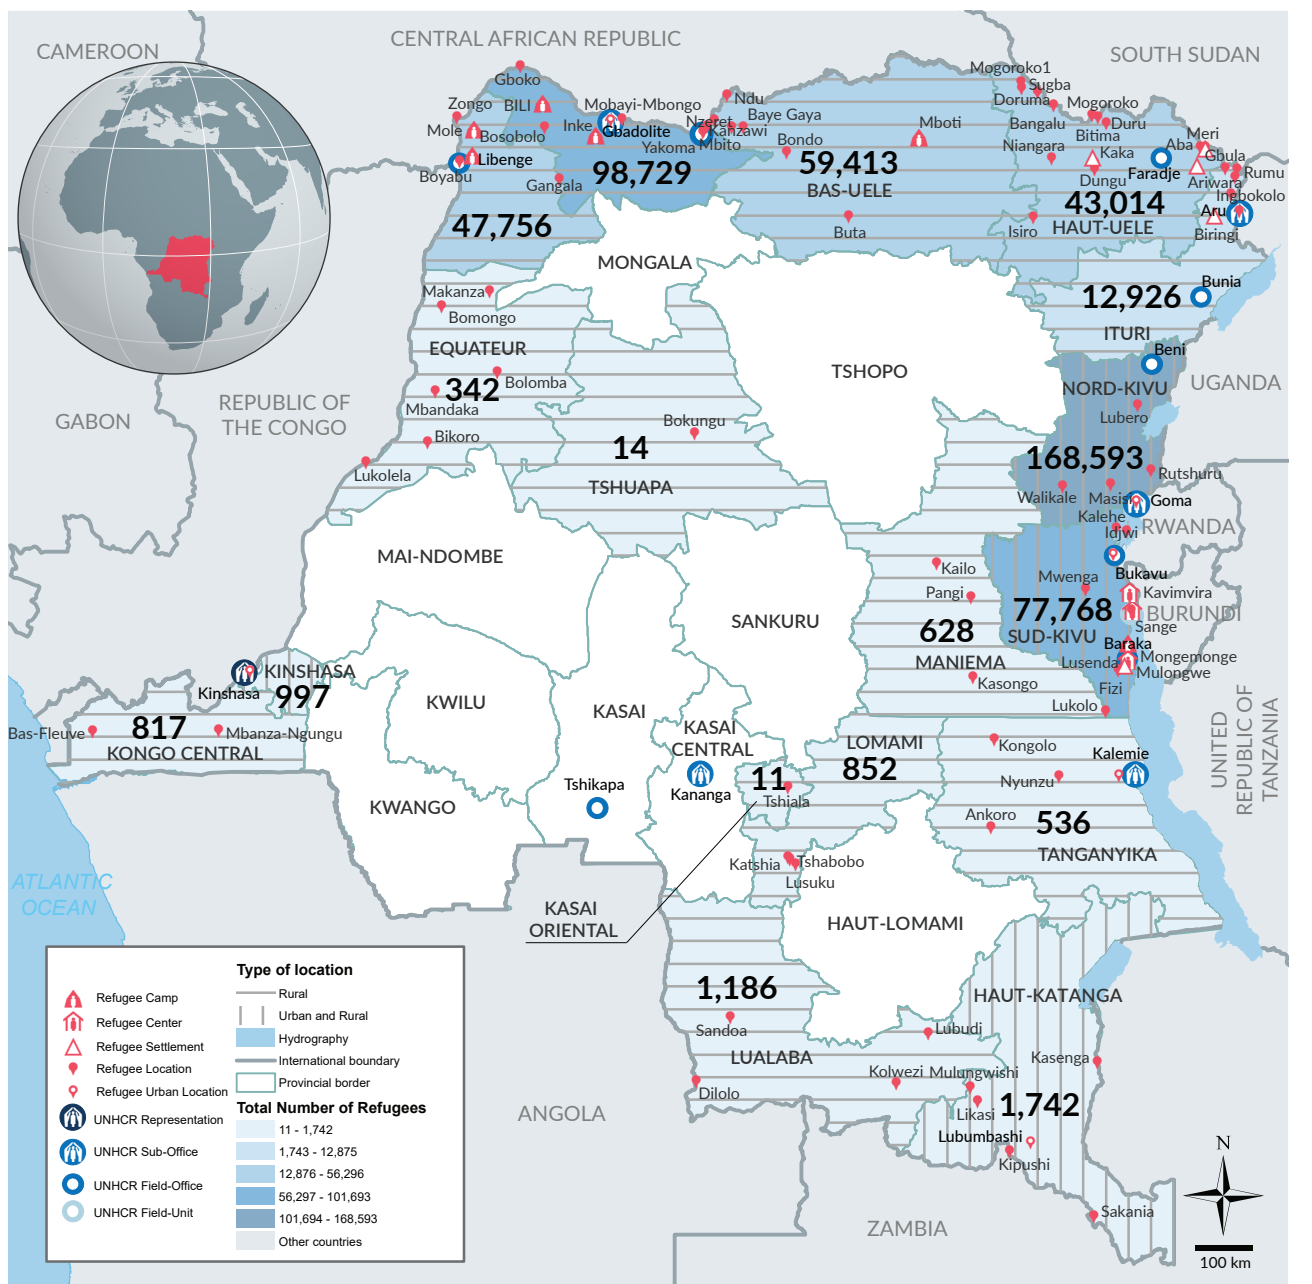 CAMEROON
CENTRAL AFRICAN REPUBLIC
SOUTH SUDAN
Gboko
Mogoroko1
Sugba
Zongo
BILI
Mobayi-Mbongo
Ndu
Doruma
Mogoroko
Mole
Bosobolo
Inke
Gbadolite
Nzeret
Baye Gaya
Kanzawi
Mboti
Bangalu
Duru
Bitima
Meri
Yakoma
Mbito
Bondo
Niangara
Kaka
Aba
Gbula
Libenge
Boyabu
Gangala
98,729
59,413
BAS-UELE
Dungu
Faradje
Ariwara
Rumu
Ingbokolo
43,014
HAUT-UELE
Aru
Biringi
47,756
Buta
Isiro
MONGALA
Makanza
Bomongo
12,926
Bunia
ITURI
EQUATEUR
342
Bolomba
Mbandaka
TSHOPO
Beni
NORD-KIVU
UGANDA
Lubero
GABON
REPUBLIC OF
THE CONGO
Bikoro
Bokungu
14
Lukolela
TSHUAPA
168,593
Rutshuru
Walikale
Masisi
Goma
Kalehe
Idjwi
RWANDA
MAI-NDOMBE
Kailo
Pangi
Mwenga
Bukavu
Kavimvira
SANKURU
77,768
SUD-KIVU
BURUNDI
Sange
628
MANIEMA
Baraka
Lusenda
Mongemonge
Mulongwe
Kasongo
Fizi
Lukolo
KINSHASA
Kinshasa
997
KWILU
KASAI
KASAI
CENTRAL
Bas-Fleuve
817
Mbanza-Ngungu
KONGO CENTRAL
LOMAMI
852
Kongolo
Kalemie
UNITED
REPUBLIC OF
TANZANIA
Tshikapa
Kananga
11
Tshiala
Nyunzu
KWANGO
Ankoro
536
TANGANYIKA
Katshia
Tshabobo
Lusuku
ATLANTIC
OCEAN
KASAI
ORIENTAL
HAUT-LOMAMI
1,186
Sandoa
HAUT-KATANGA
Lubudi
LUALABA
Kasenga
Dilolo
Kolwezi
Mulungwishi
Likasi
1,742
ANGOLA
Lubumbashi
Kipushi
Sakania
ZAMBIA
N
100 km
Refugee Camp
Refugee Center
Refugee Settlement
Refugee Location
Refugee Urban Location
UNHCR Representation
UNHCR Sub-Office
UNHCR Field-Office
UNHCR Field-Unit
Type of location
Rural
Urban and Rural
Hydrography
International boundary
Provincial border
Total Number of Refugees
11 - 1,742
1,743 - 12,875
12,876 - 56,296
56,297 - 101,693
101,694 - 168,593
Other countries